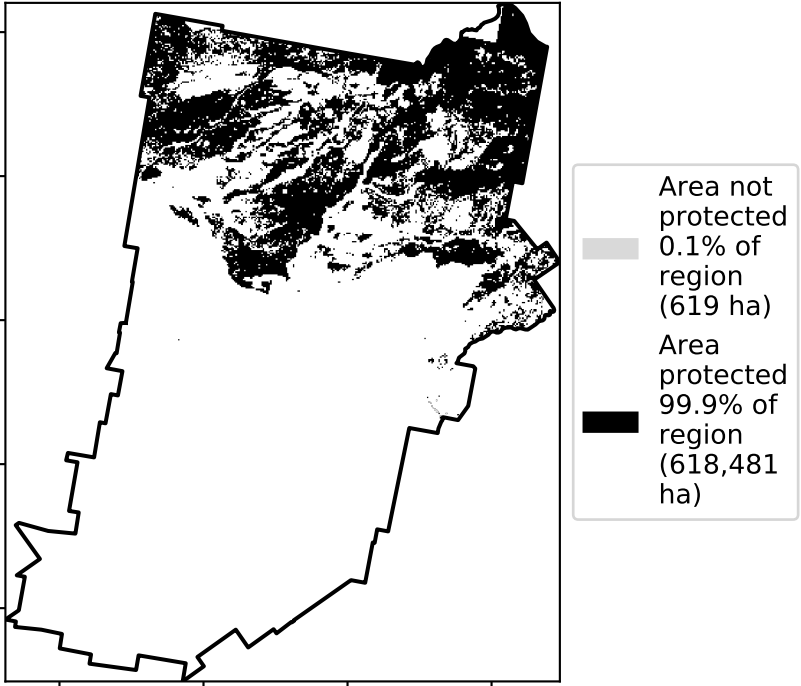 Area not
protected
0.1% of
region
(619 ha)
Area
protected
99.9% of
region
(618,481
ha)